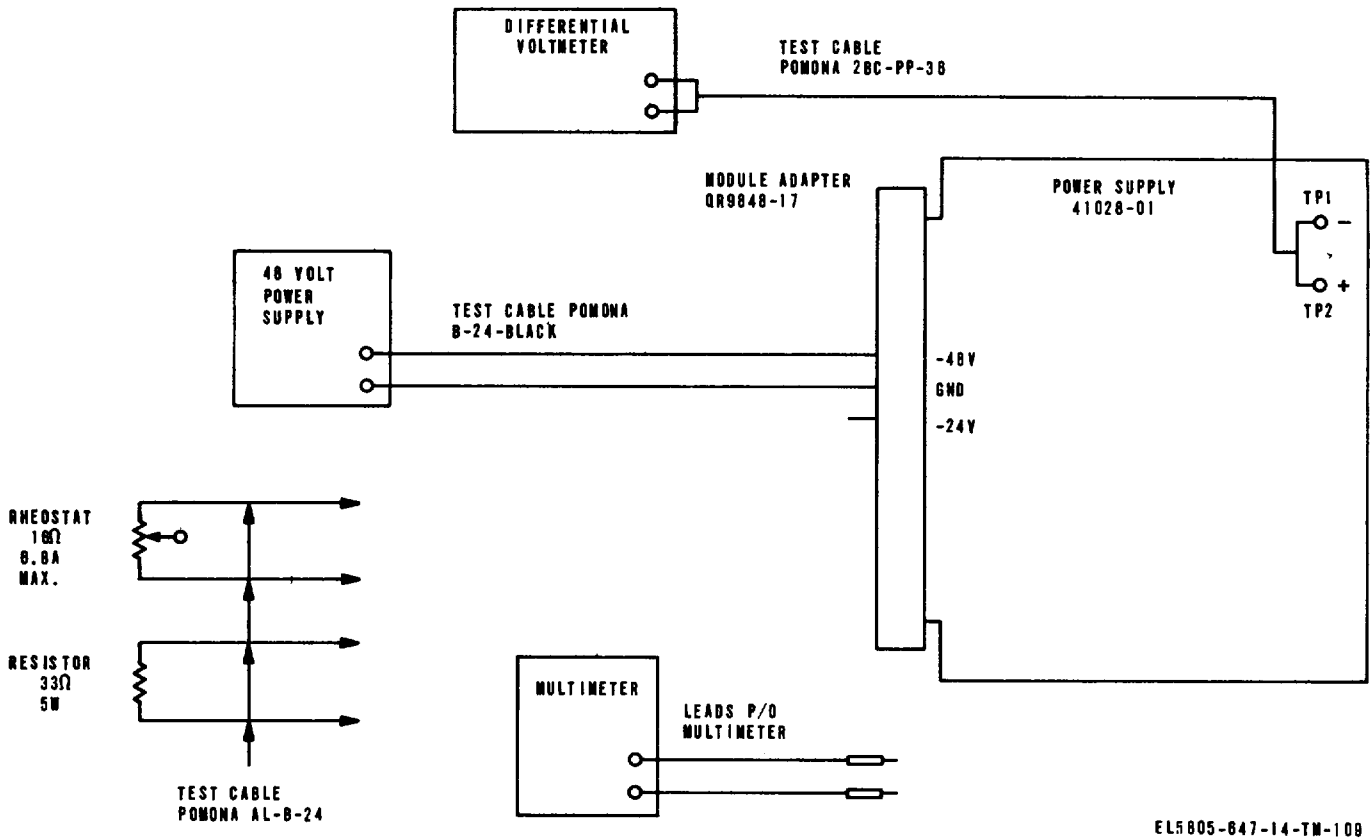 DIFFERENTIAL
VOLTMETER
TEST CABLE
POMONA 2BC-PP-36
MODULE ADAPTER
QR9848-17
POWER SUPPLY
41028-01
TP1
−
+
TP2
48 VOLT
POWER
SUPPLY
TEST CABLE POMONA
B-24-BLACK
-48V
GND
-24V
RHEOSTAT
16Ω
MAX.
RESISTOR
33Ω
5W
TEST CABLE
POMONA AL-B-24
MULTIMETER
LEADS P/O
MULTIMETER
EL5805-647-14-TM-109